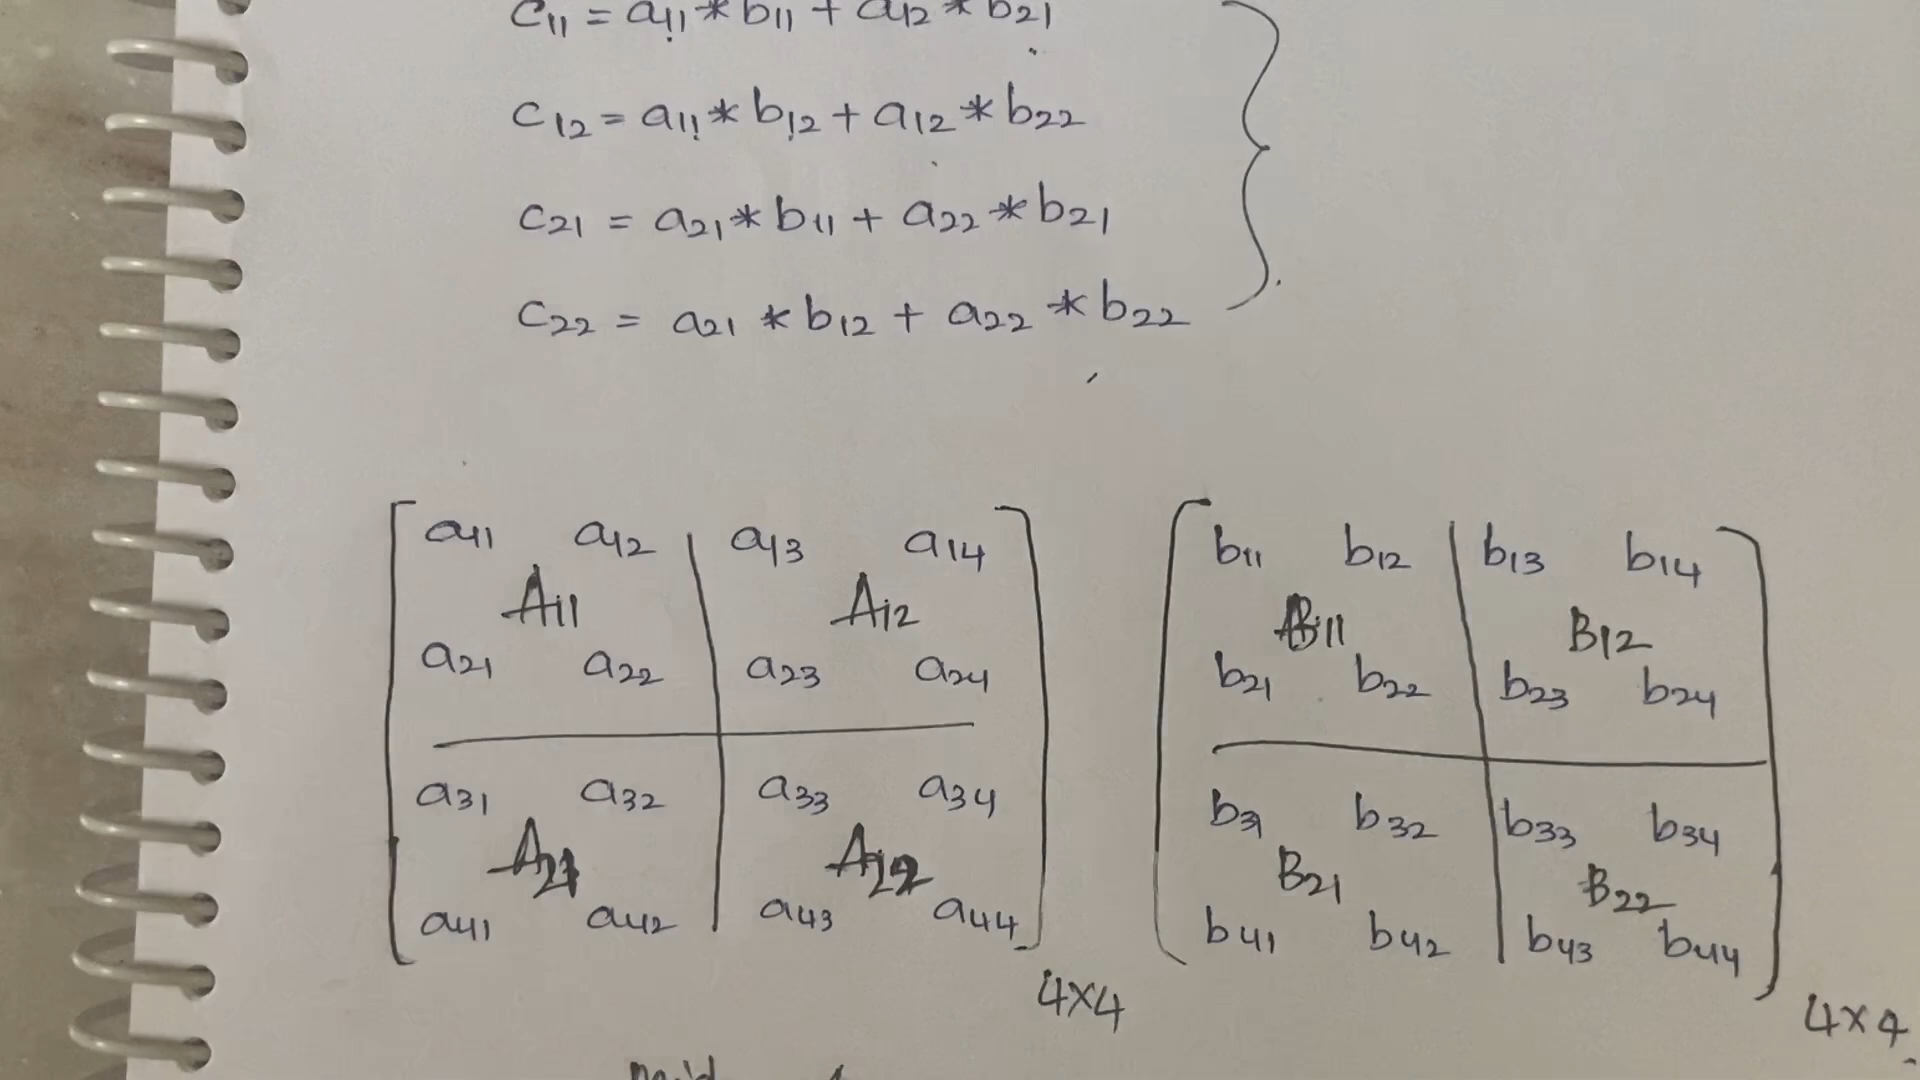 C11 = a11 * b11 + a12 * b21
C12 = a11 * b12 + a12 * b22
C21 = a21 * b11 + a22 * b21
C22 = a21 * b12 + a22 * b22
a11 a12 a13 a14 b11 b12 b13 b14
A11 A12 B11 B12
a21 a22 a23 a24 b21 b22 b23 b24
a31 a32 a33 a34 b31 b32 b33 b34
A21 B21 B22
a41 a42 a43 a44 b41 b42 b43 b44
4x4 4x4